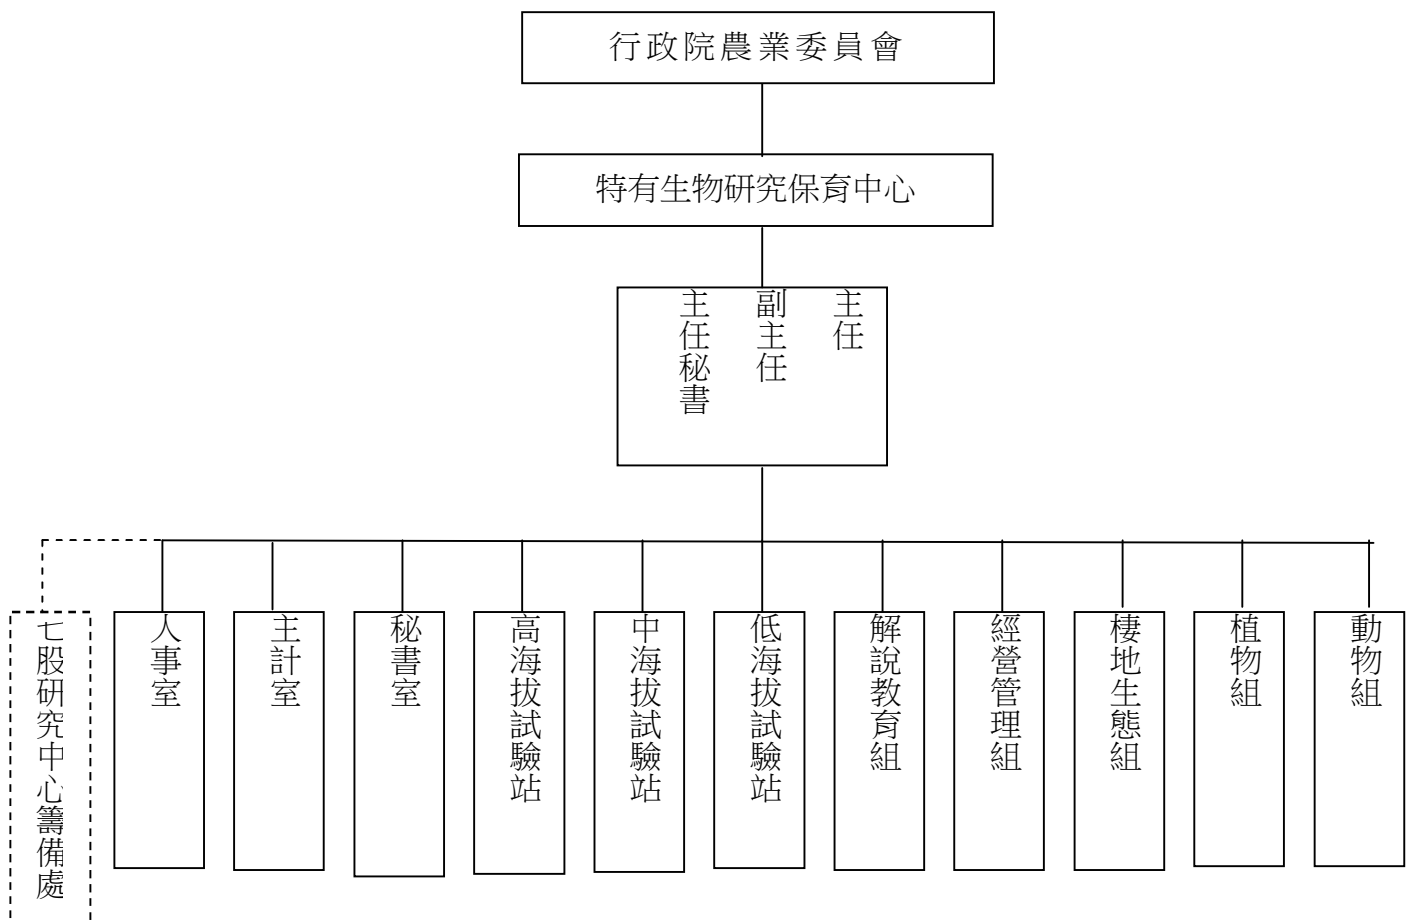 行政院農業委員會
特有生物研究保育中心
主任
副主任
主任秘書
動物組
植物組
棲地生態組
經營管理組
解說教育組
低海拔試驗站
中海拔試驗站
高海拔試驗站
秘書室
主計室
人事室
七股研究中心籌備處